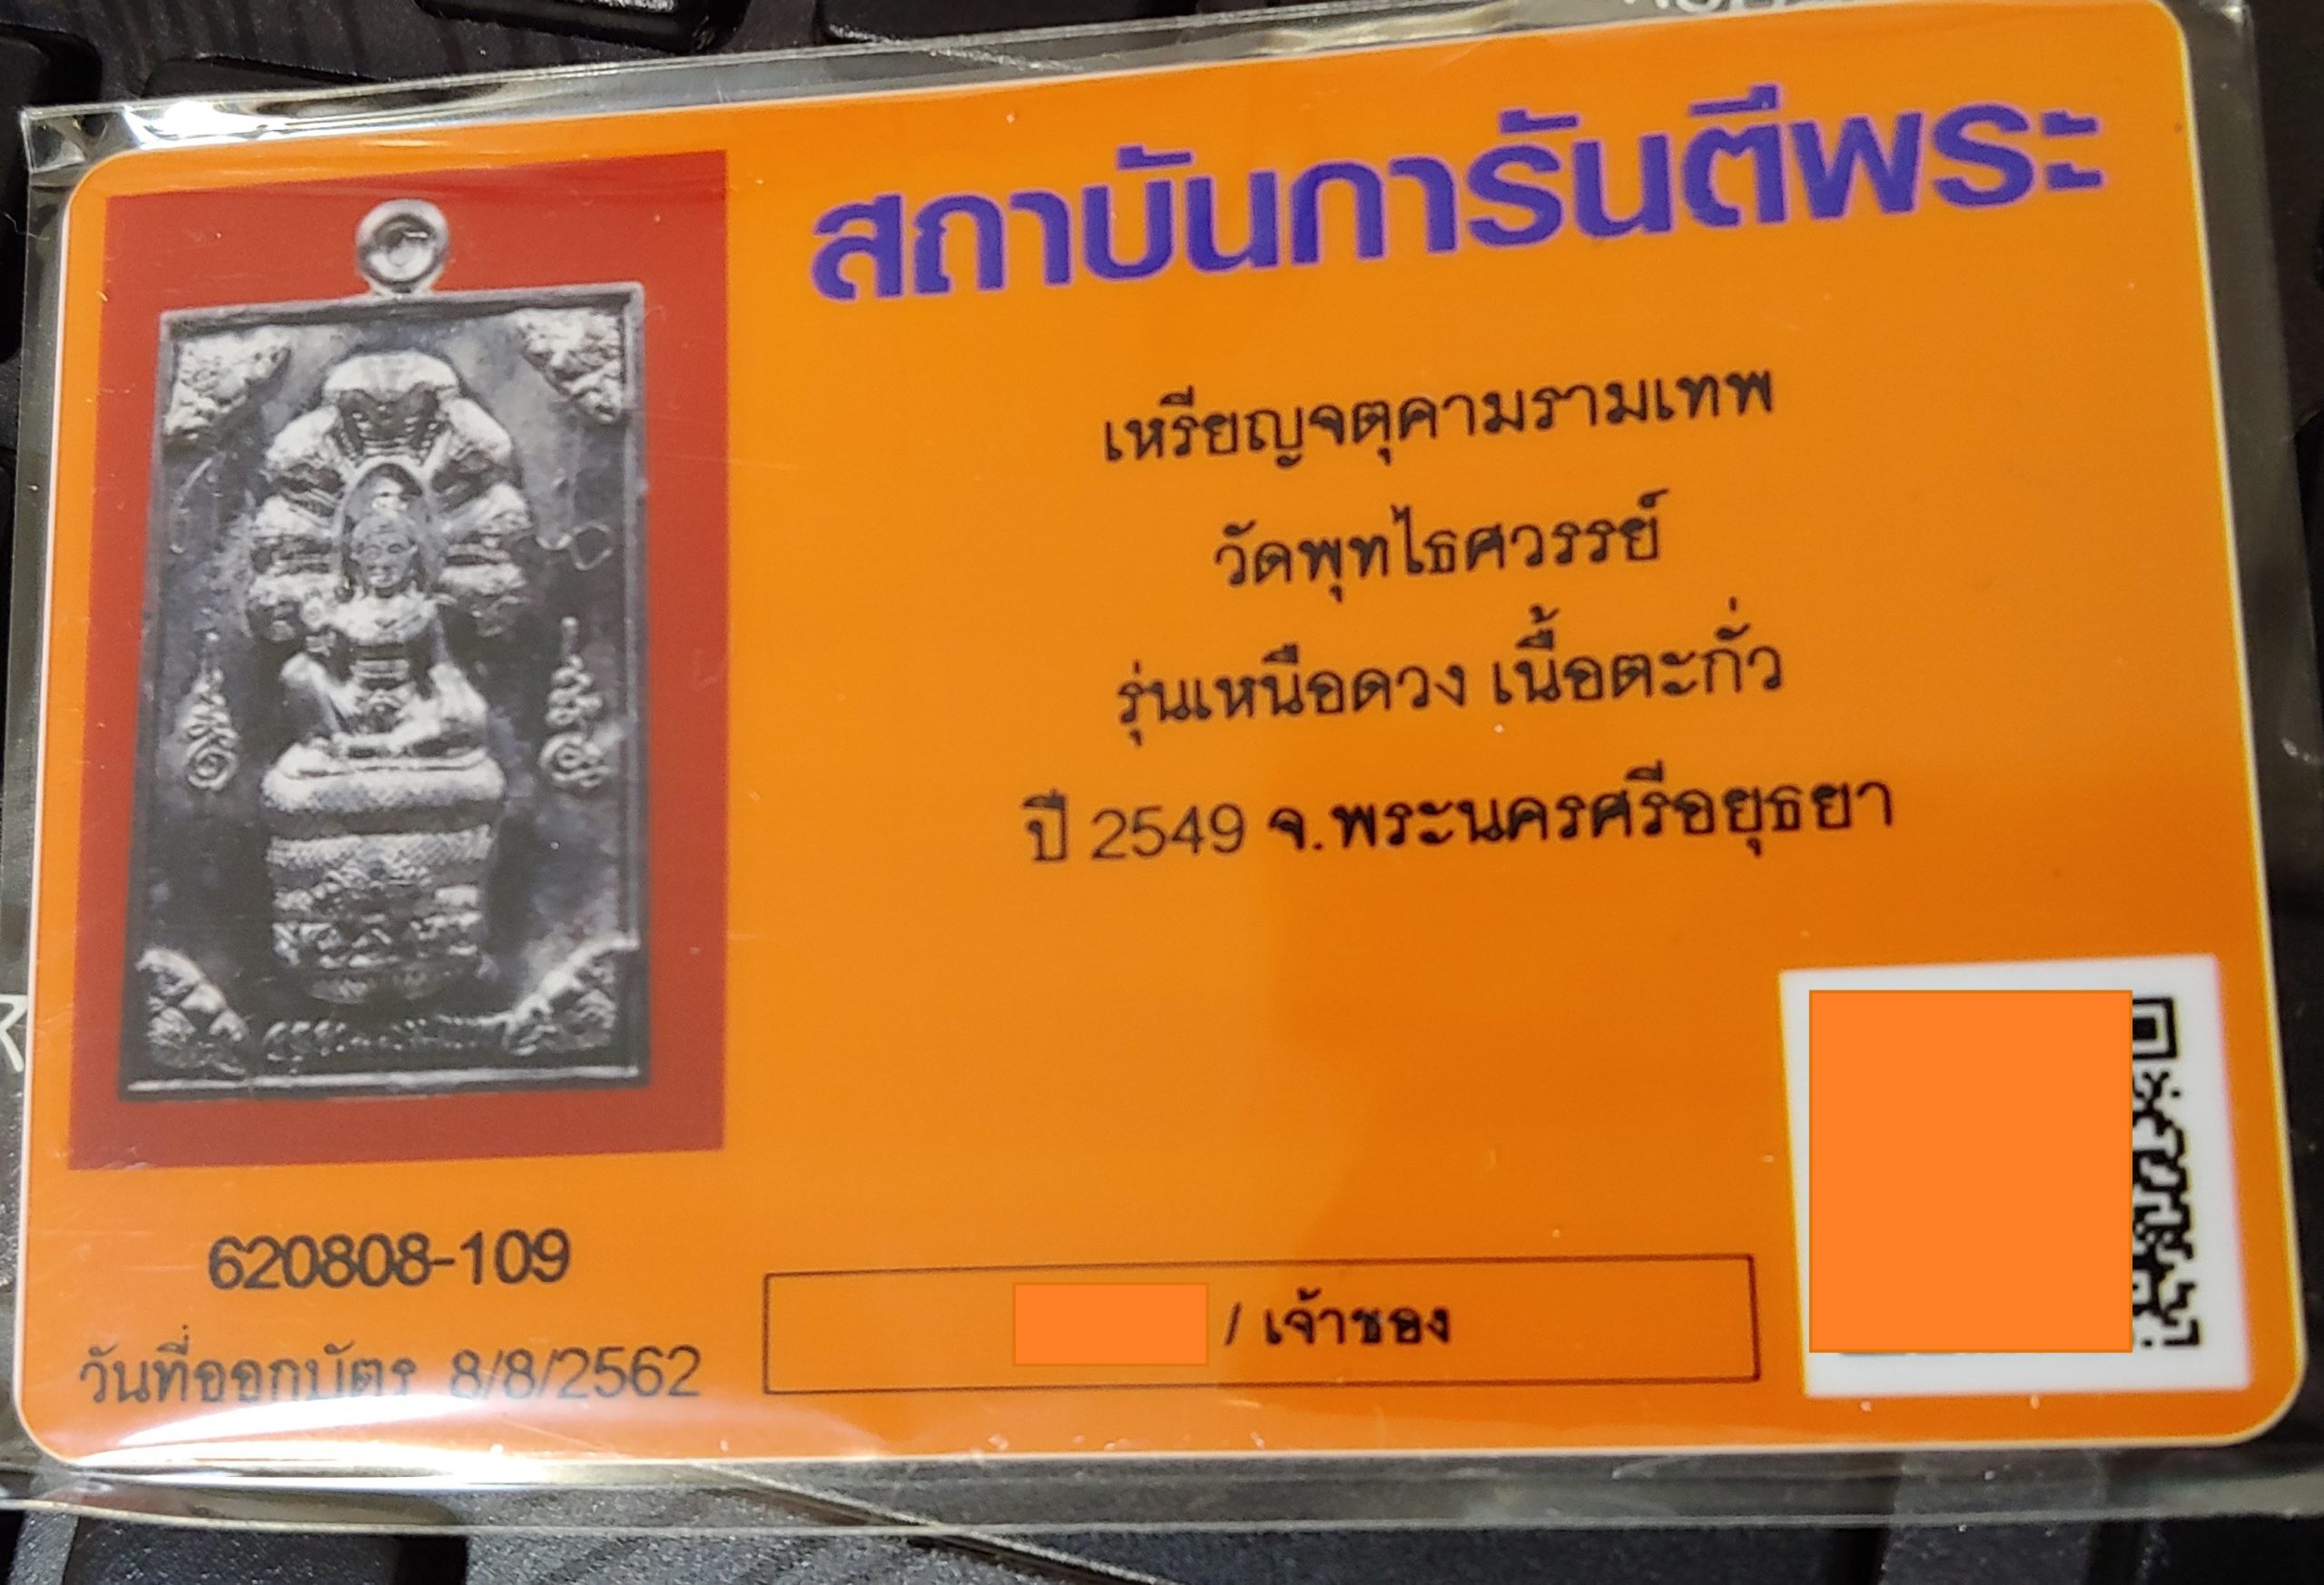 สถาบันการันตีพระ
เหรียญจตุคามรามเทพ
วัดพุทไธศวรรย์
รุ่นเหนือดวง เนื้อตะกั่ว
ปี 2549 จ.พระนครศรีอยุธยา
620808-109
วันที่ออกบัตร 8/8/2562
/ เจ้าของ